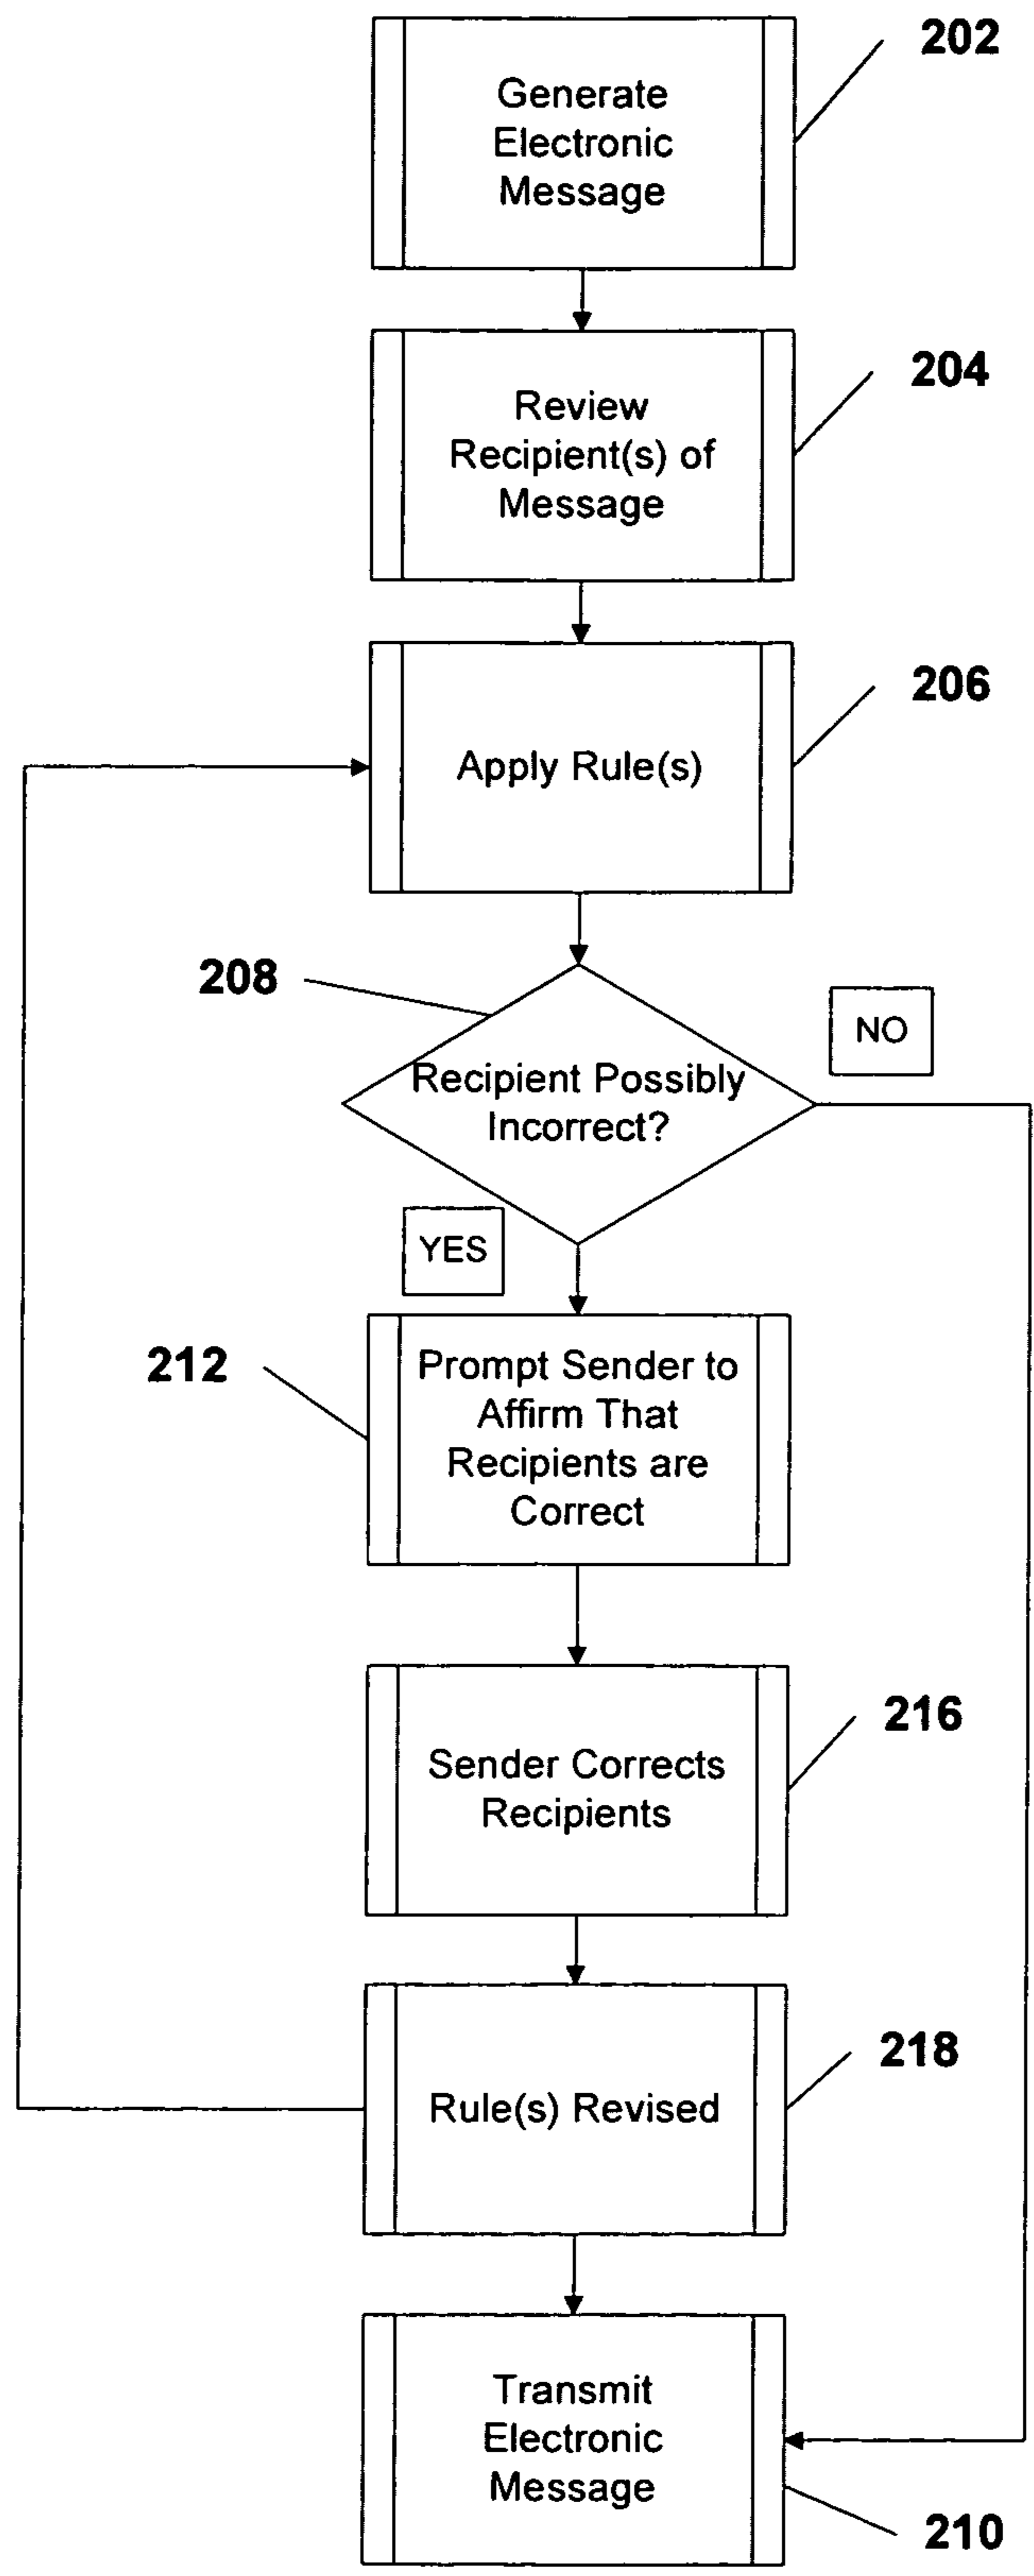 202
Generate
Electronic
Message
204
Review
Recipient(s) of
Message
206
Apply Rule(s)
208
NO
Recipient Possibly
Incorrect?
YES
212
Prompt Sender to
Affirm That
Recipients are
Correct
216
Sender Corrects
Recipients
218
Rule(s) Revised
Transmit
Electronic
Message
210